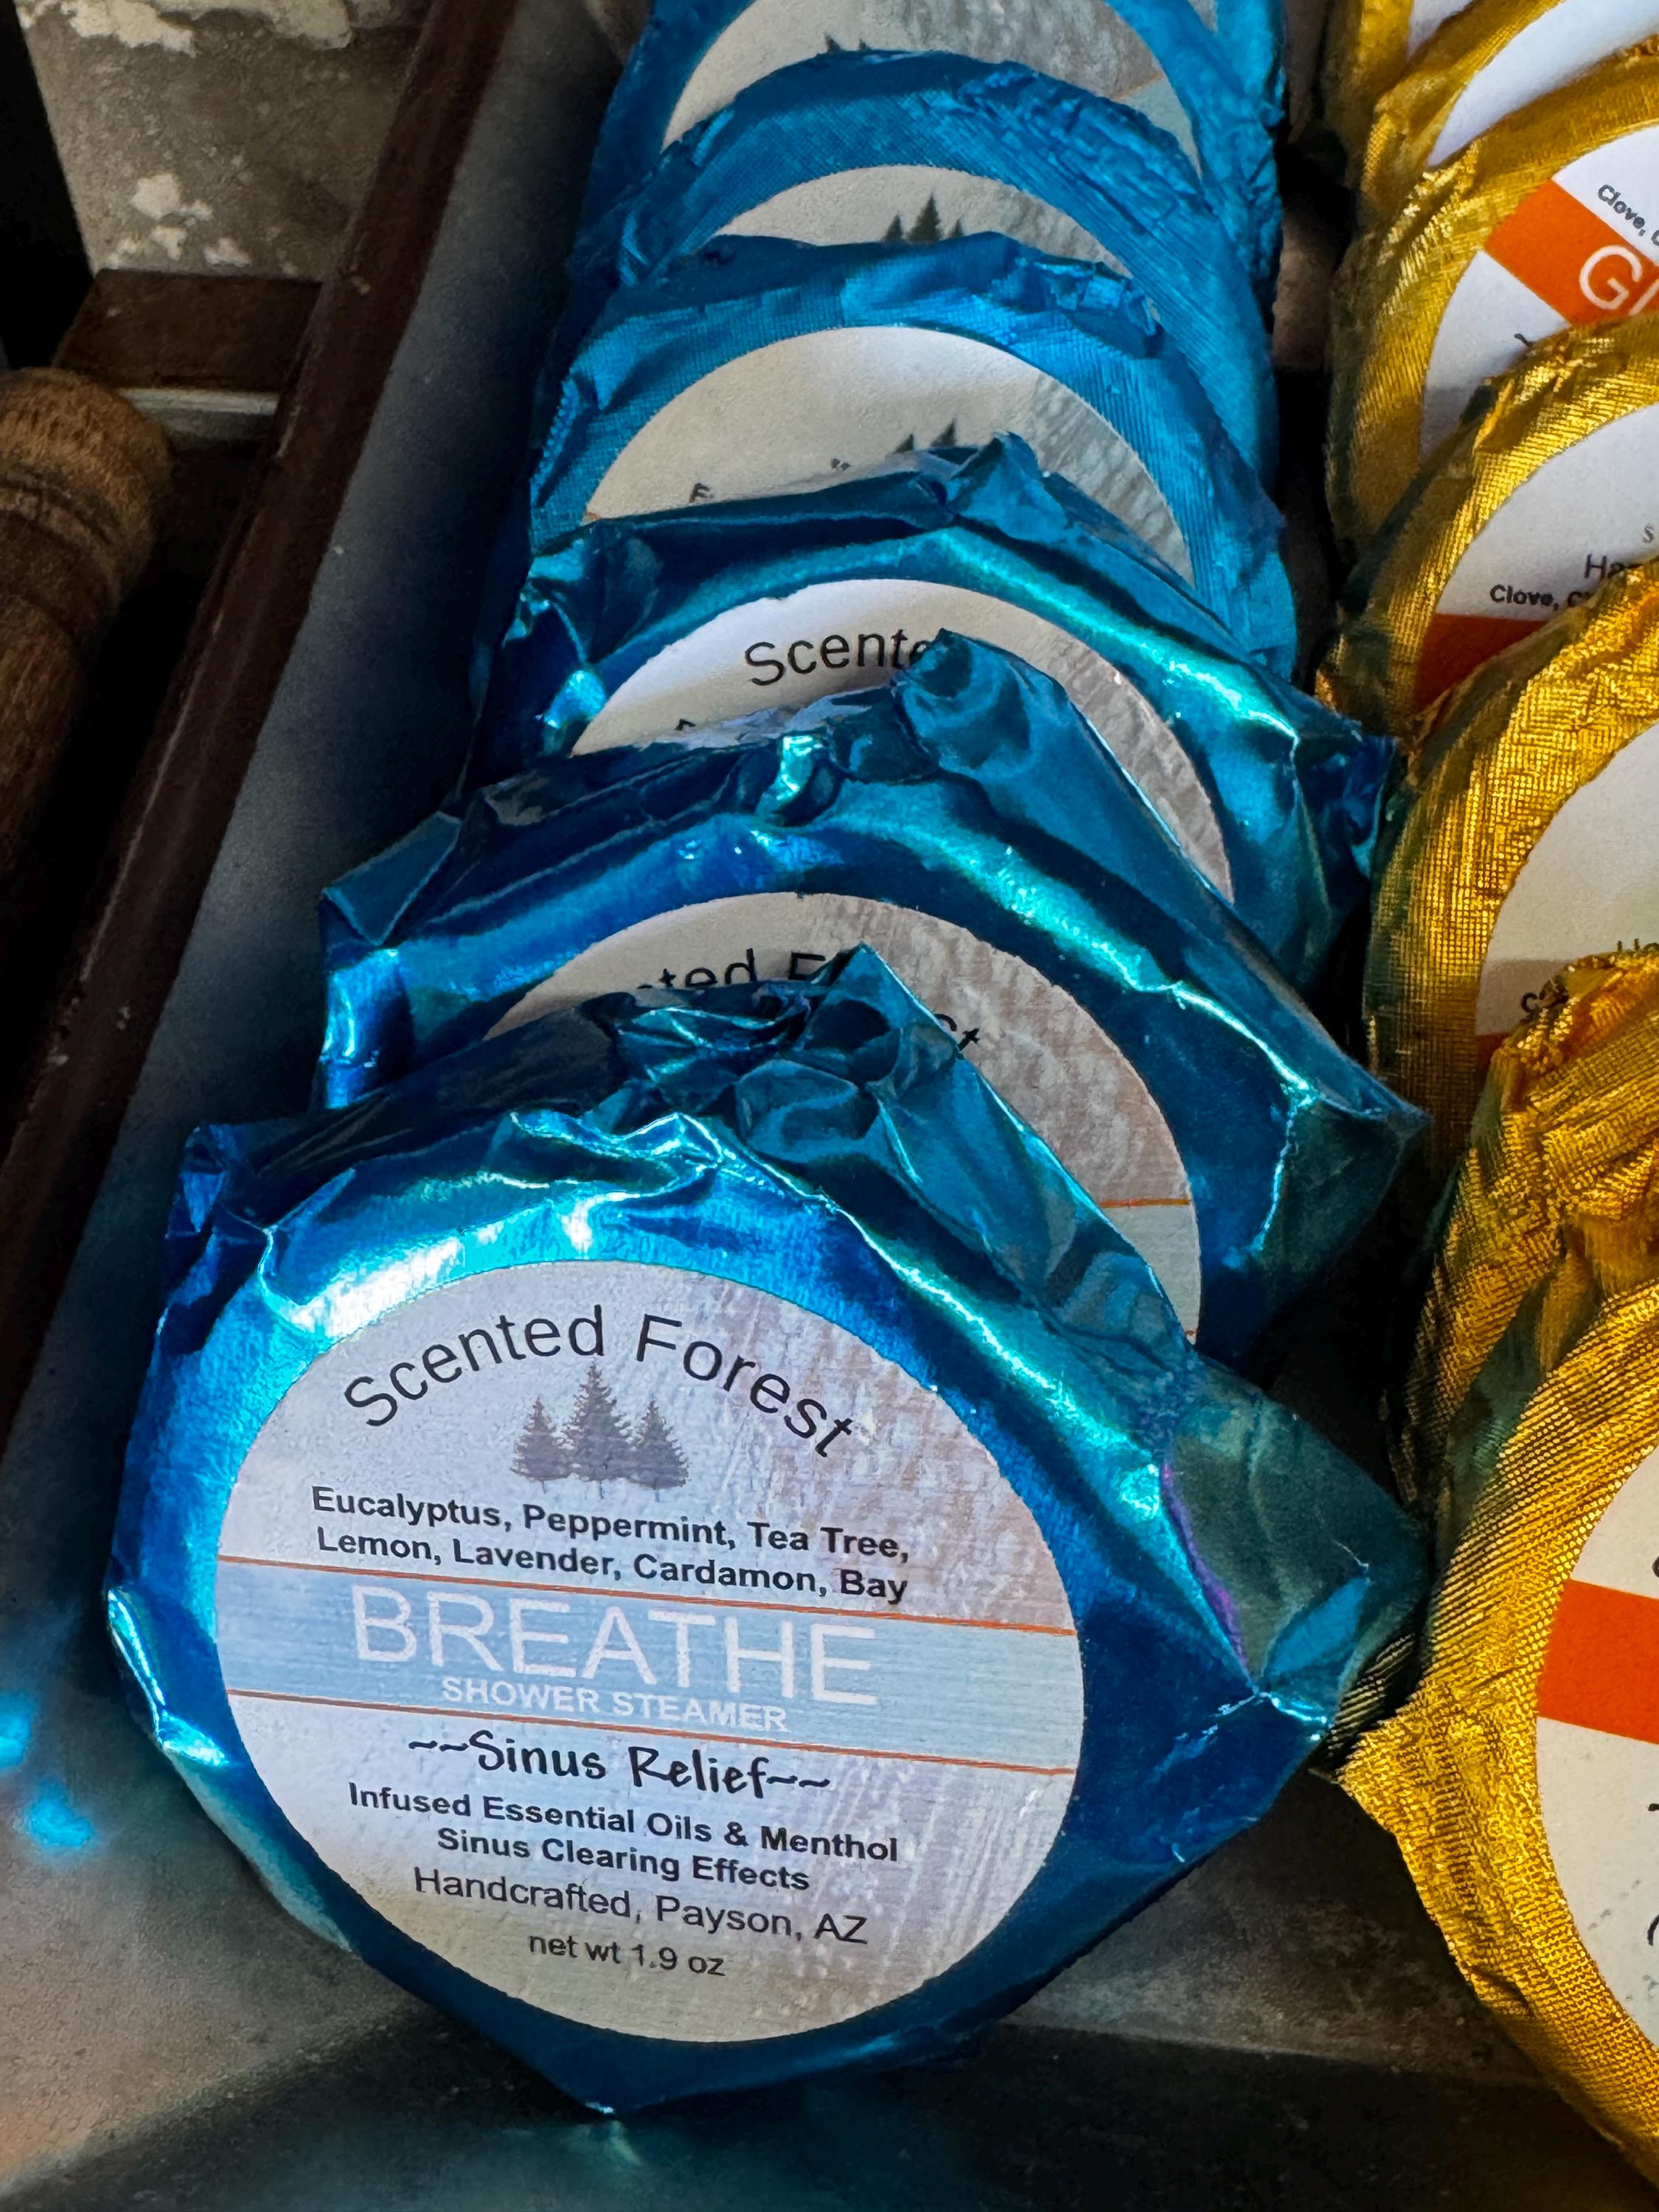 Scented Forest
Eucalyptus, Peppermint, Tea Tree,
Lemon, Lavender, Cardamon, Bay
BREATHE
SHOWER STEAMER
~~Sinus Relief~~
Infused Essential Oils & Menthol
Sinus Clearing Effects
Handcrafted, Payson, AZ
net wt 1.9 oz
Clove,
Clove,